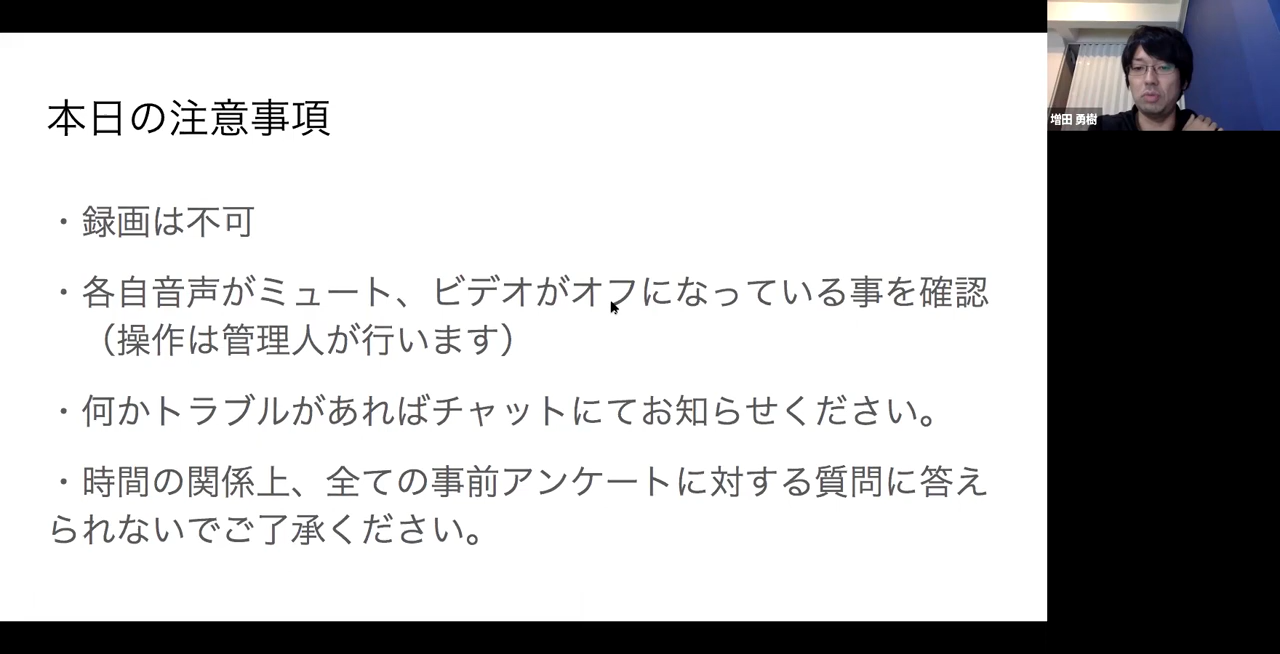 本日の注意事項
・録画は不可
・各自音声がミュート、ビデオがオフになっている事を確認
（操作は管理人が行います）
・何かトラブルがあればチャットにてお知らせください。
・時間の関係上、全ての事前アンケートに対する質問に答え
られないでご了承ください。
増田 勇樹